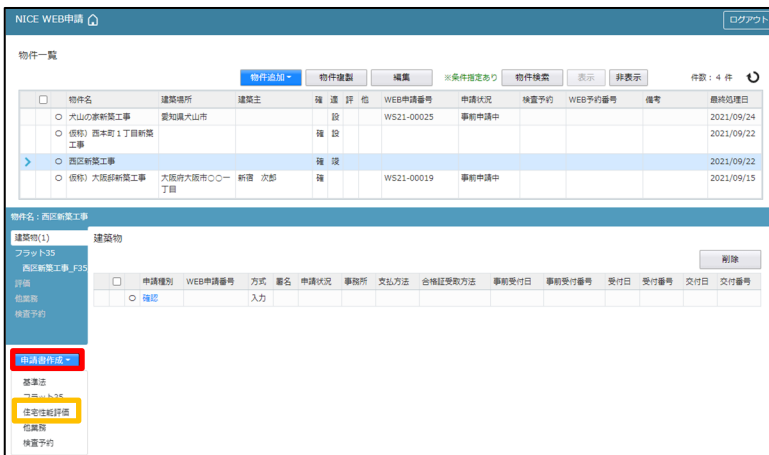 NICE WEB申請
ログアウト
物件一覧
物件追加 物件複製 編集 ※条件指定あり 物件検索 表示 非表示 件数: 4 件
物件名 建築場所 建築主 確 適 評 他 WEB申請番号 申請状況 検査予約 WEB予約番号 備考 最終処理日
○ 犬山の家新築工事 愛知県犬山市 設 WS21-00025 事前申請中 2021/09/24
○ 仮称）西本町１丁目新築 確 設 2021/09/22
工事
○ 西区新築工事 確 竣 2021/09/22
○ 仮称）大阪邸新築工事 大阪府大阪市○○一 新宿 次郎 確 WS21-00019 事前申請中 2021/09/15
丁目
物件名：西区新築工事
建築物(1)
建築物
フラット35
削除
西区新築工事_F35
申請種別 WEB申請番号 方式 署名 申請状況 事務所 支払方法 合格証受取方法 事前受付日 事前受付番号 受付日 受付番号 交付日 交付番号
評価
他業務
○ 確認 入力
検査予約
申請書作成
基準法
フラット35
住宅性能評価
他業務
検査予約